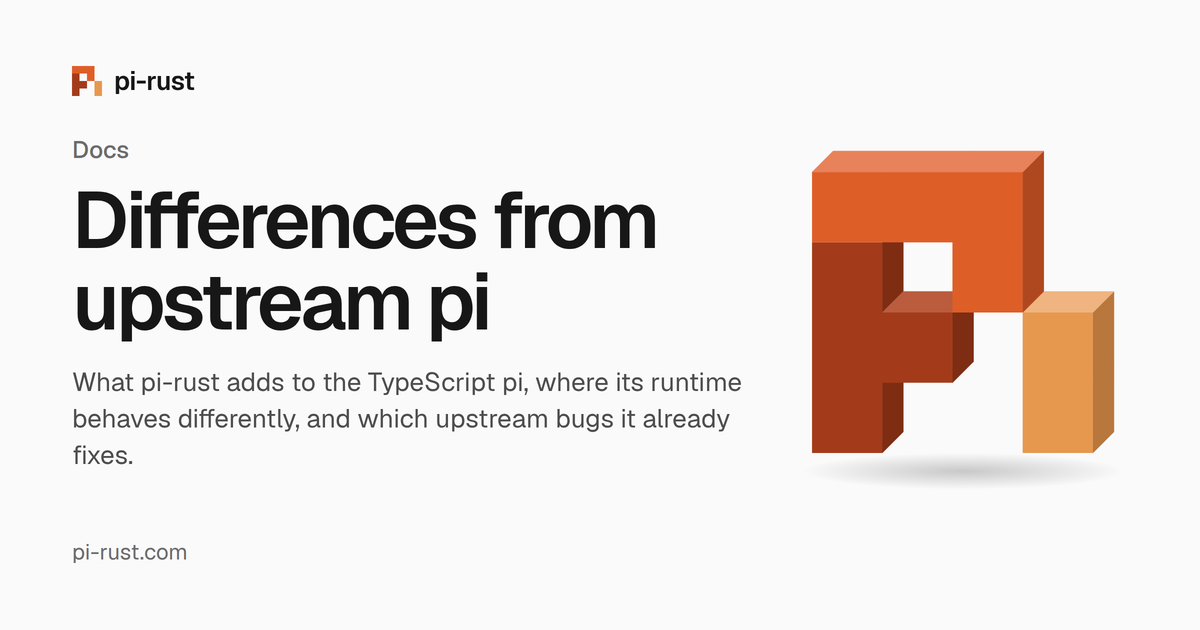 pi-rust
Docs
Differences from
upstream pi
What pi-rust adds to the TypeScript pi, where its runtime
behaves differently, and which upstream bugs it already
fixes.
pi-rust.com